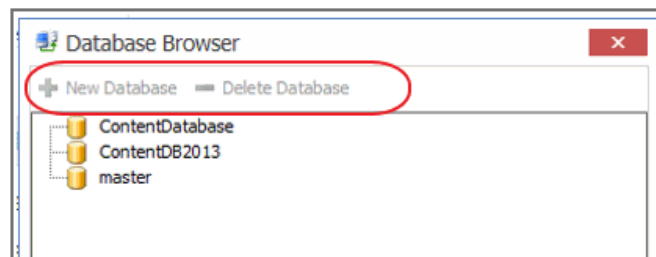 Database Browser
New Database Delete Database
ContentDatabase
ContentDB2013
master